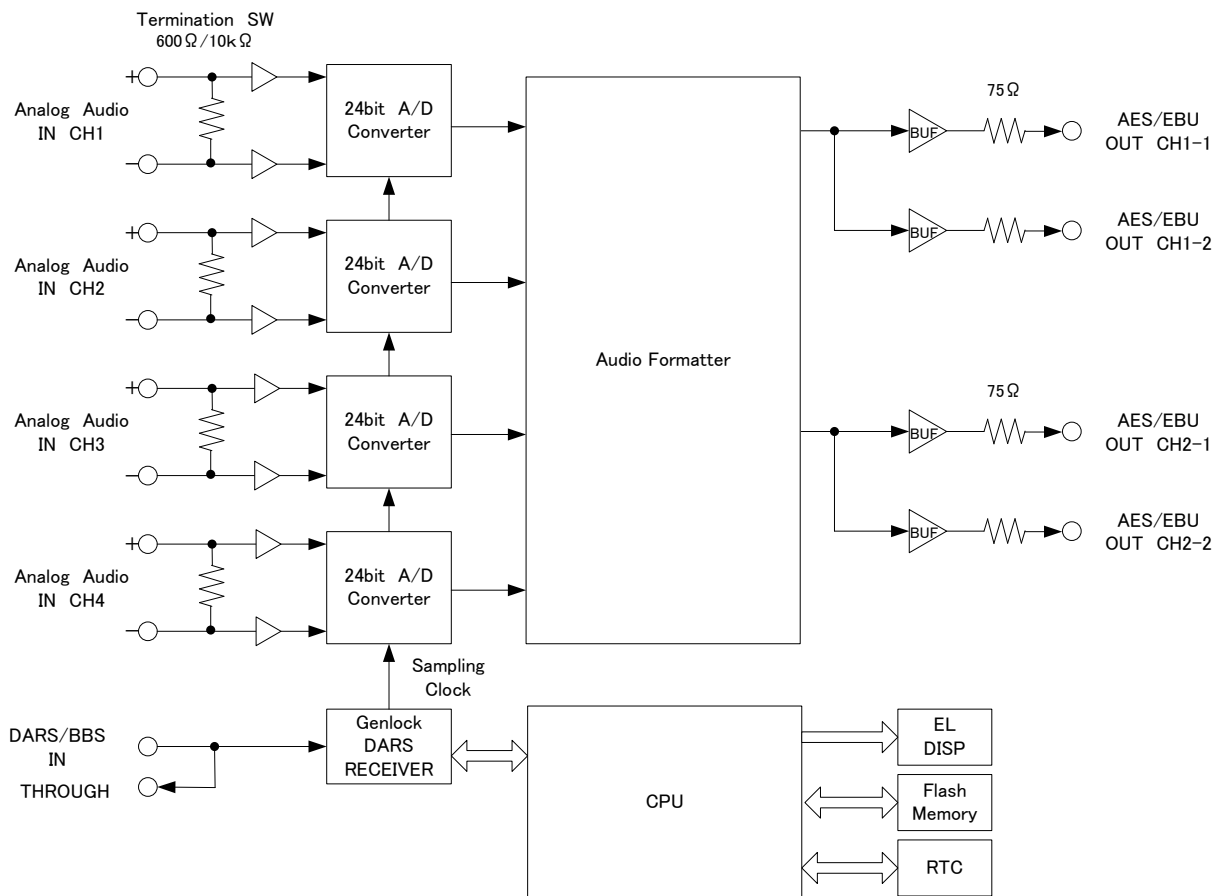 Termination SW
600Ω/10kΩ
+
Analog Audio
IN CH1
−
24bit A/D
Converter
+
Analog Audio
IN CH2
−
24bit A/D
Converter
+
Analog Audio
IN CH3
−
24bit A/D
Converter
+
Analog Audio
IN CH4
−
24bit A/D
Converter
Audio Formatter
75Ω
BUF
AES/EBU
OUT CH1-1
BUF
AES/EBU
OUT CH1-2
75Ω
BUF
AES/EBU
OUT CH2-1
BUF
AES/EBU
OUT CH2-2
Sampling
Clock
DARS/BBS
IN
THROUGH
Genlock
DARS
RECEIVER
CPU
EL
DISP
Flash
Memory
RTC